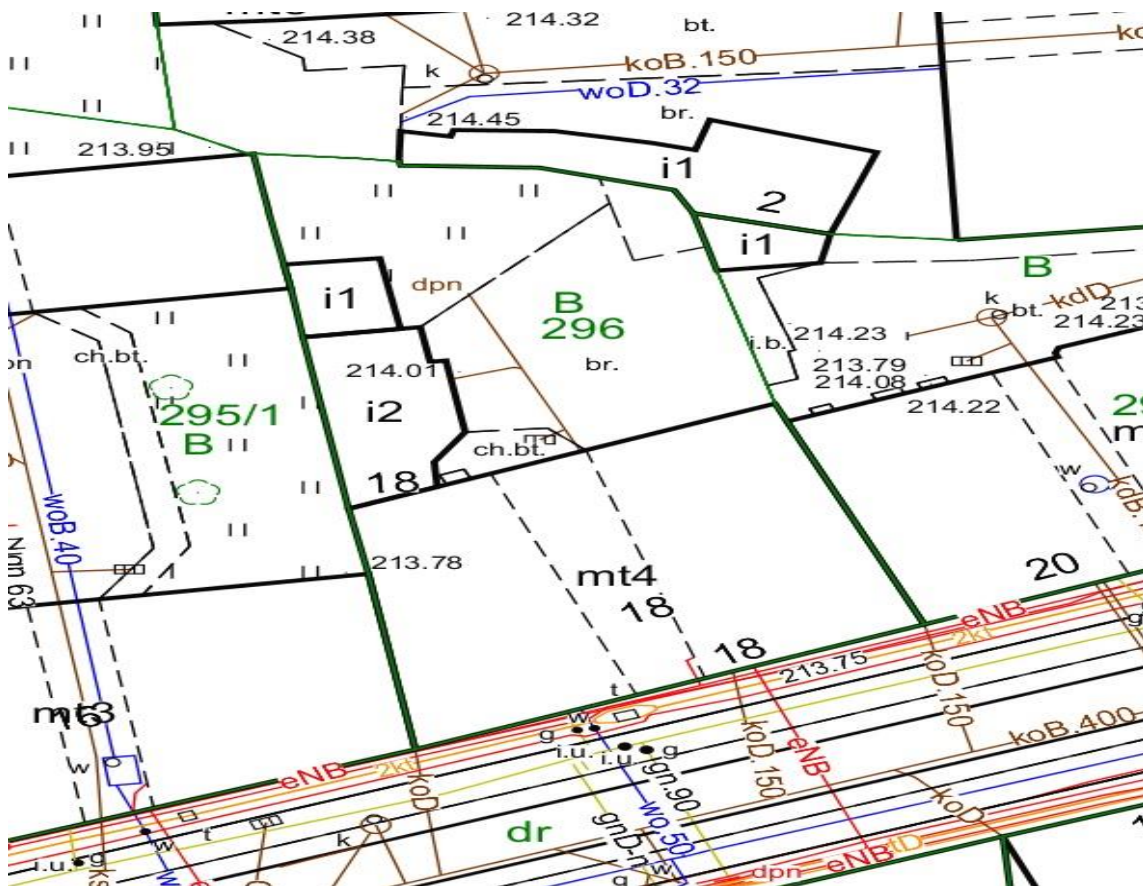 214.32
bt.
214.38
k
koB.150
woD.32
br.
214.45
213.95
i1
2
i1
B
dpn
i1
B
296
k
bt.
kdD
214.23
214.23
i.b.
213.79
214.08
ch.bt.
br.
214.01
295/1
B
i2
214.22
ch.bt.
18
w
woB.40
213.78
mt4
18
20
eNB
2kt
18
213.75
t
koD.150
mt3
16
w
g
i.u.
i.u.
g
koB.400
eNB
2kt
koD
gn.90
koD.150
eNB
wo.50
koD
t
k
dr
w
i.u.
g
g
w
dpn
eNB
tD